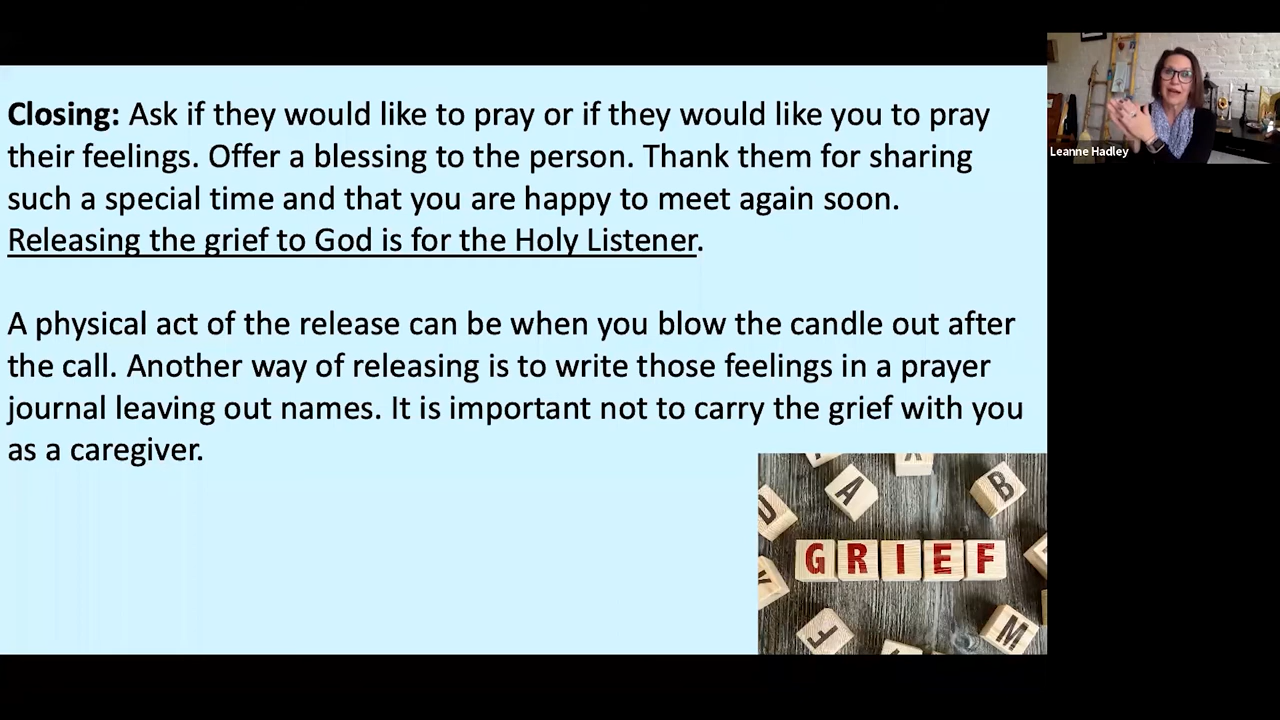 Closing: Ask if they would like to pray or if they would like you to pray
their feelings. Offer a blessing to the person. Thank them for sharing
such a special time and that you are happy to meet again soon.
Releasing the grief to God is for the Holy Listener.
A physical act of the release can be when you blow the candle out after
the call. Another way of releasing is to write those feelings in a prayer
journal leaving out names. It is important not to carry the grief with you
as a caregiver.
Leanne Hadley
A
B
D
GRIEF
F
M